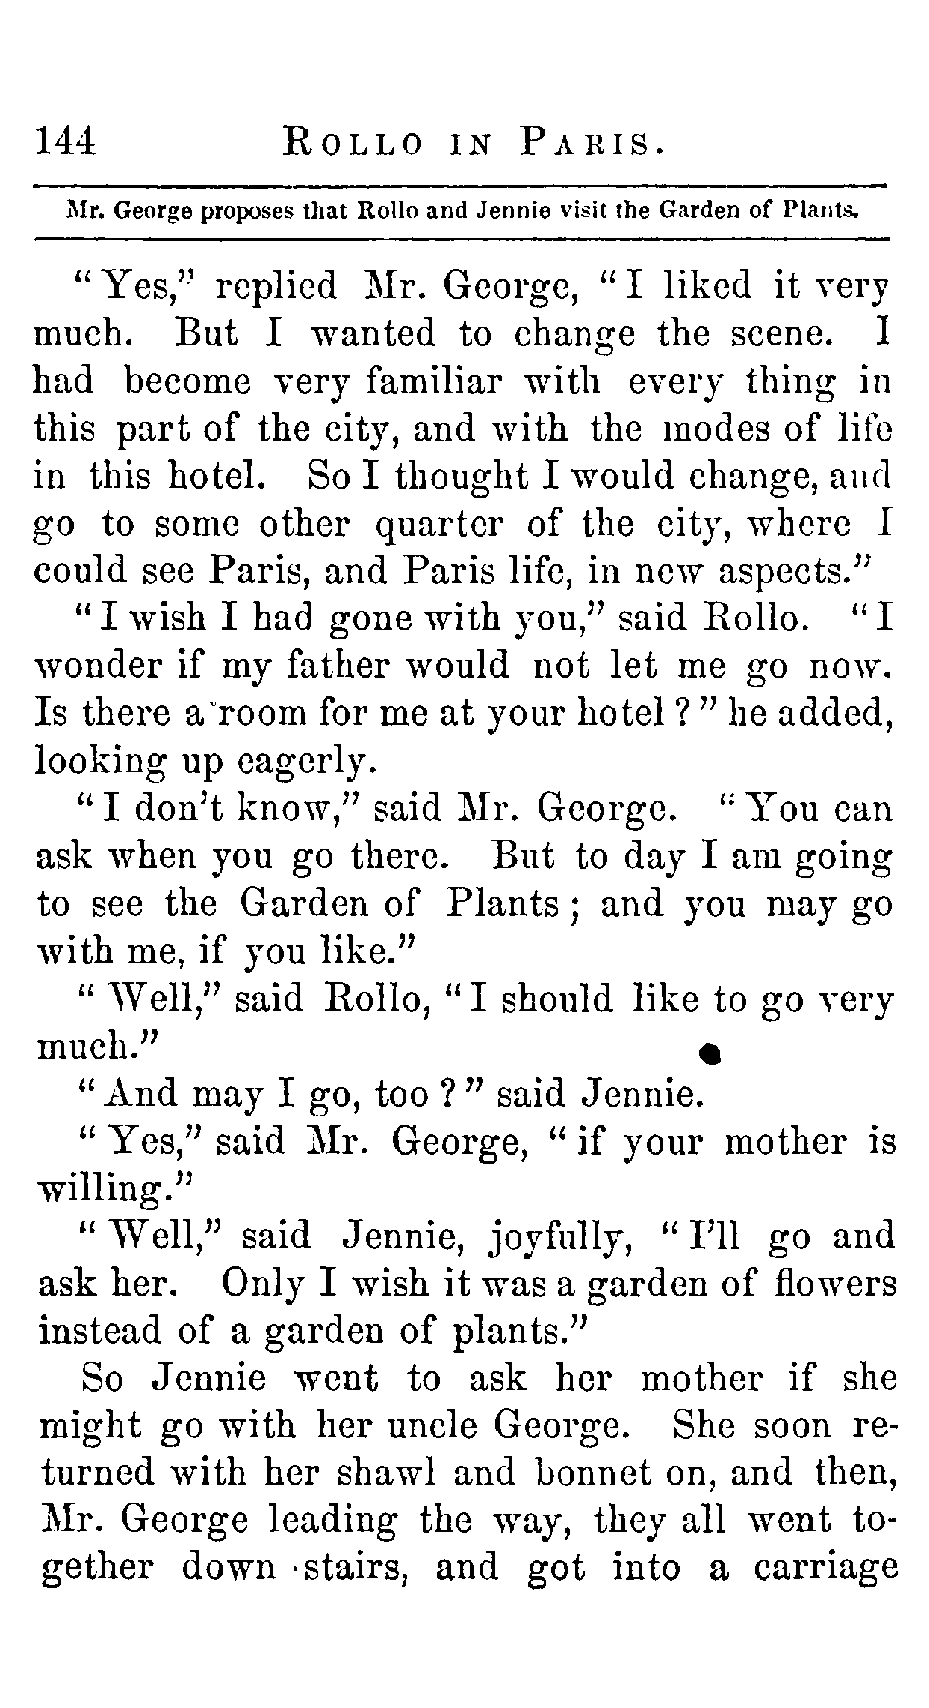 144 ROLLO IN PARIS.
Mr. George proposes that Rollo and Jennie visit the Garden of Plants.
“Yes,” replied Mr. George, “I liked it very
much. But I wanted to change the scene. I
had become very familiar with every thing in
this part of the city, and with the modes of life
in this hotel. So I thought I would change, and
go to some other quarter of the city, where I
could see Paris, and Paris life, in new aspects.”
“I wish I had gone with you,” said Rollo. “I
wonder if my father would not let me go now.
Is there a room for me at your hotel?” he added,
looking up eagerly.
“I don’t know,” said Mr. George. “You can
ask when you go there. But to day I am going
to see the Garden of Plants; and you may go
with me, if you like.”
“Well,” said Rollo, “I should like to go very
much.”
“And may I go, too?” said Jennie.
“Yes,” said Mr. George, “if your mother is
willing.”
“Well,” said Jennie, joyfully, “I’ll go and
ask her. Only I wish it was a garden of flowers
instead of a garden of plants.”
So Jennie went to ask her mother if she
might go with her uncle George. She soon re-
turned with her shawl and bonnet on, and then,
Mr. George leading the way, they all went to-
gether down stairs, and got into a carriage